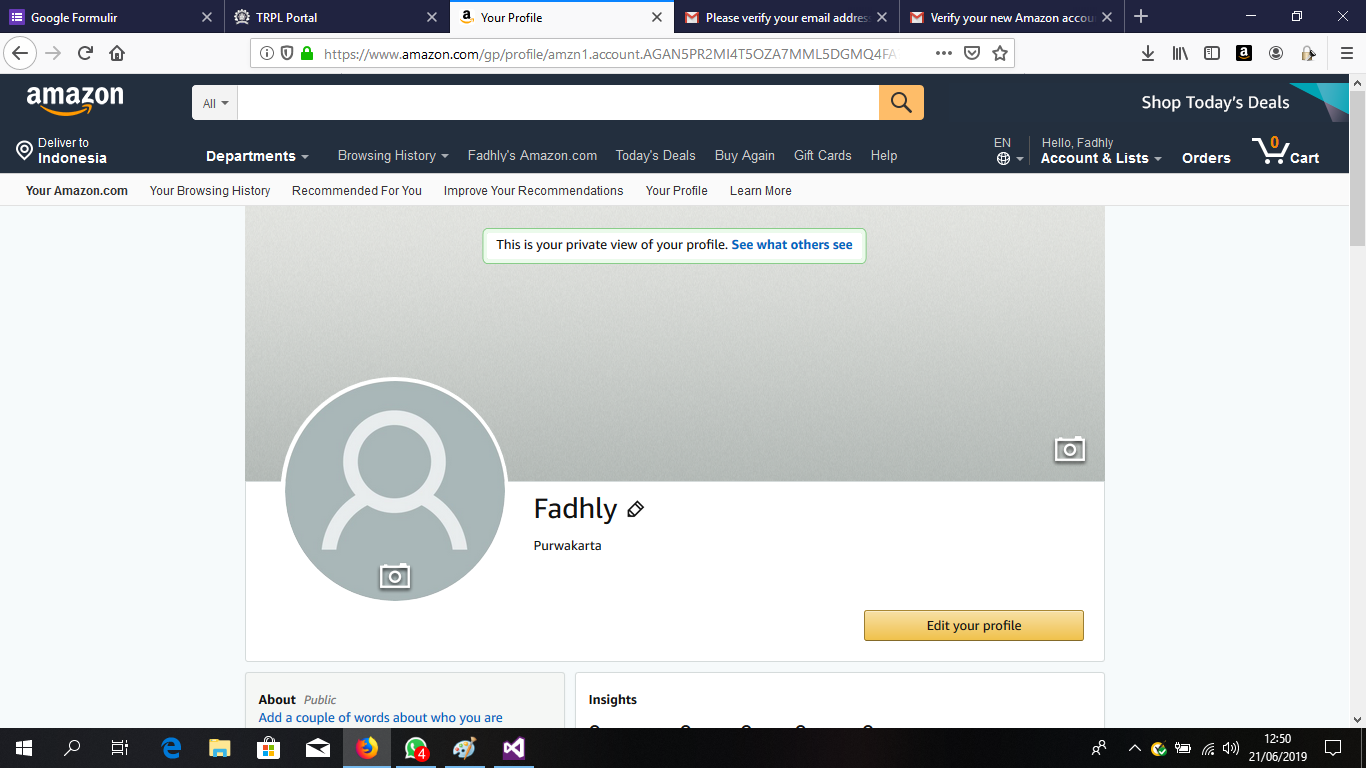 Google Formulir
TRPL Portal
Your Profile
Please verify your email addres
Verify your new Amazon accou
https://www.amazon.com/gp/profile/amzn1.account.AGAN5PR2MI4T5OZA7MML5DGMQ4FA
amazon
All
Shop Today's Deals
Deliver to
Indonesia
Departments
Browsing History
Fadhly's Amazon.com
Today's Deals
Buy Again
Gift Cards
Help
EN
Hello, Fadhly
Account & Lists
Orders
0
Cart
Your Amazon.com
Your Browsing History
Recommended For You
Improve Your Recommendations
Your Profile
Learn More
This is your private view of your profile. See what others see
Fadhly
Purwakarta
Edit your profile
About Public
Add a couple of words about who you are
Insights
4
12:50
21/06/2019